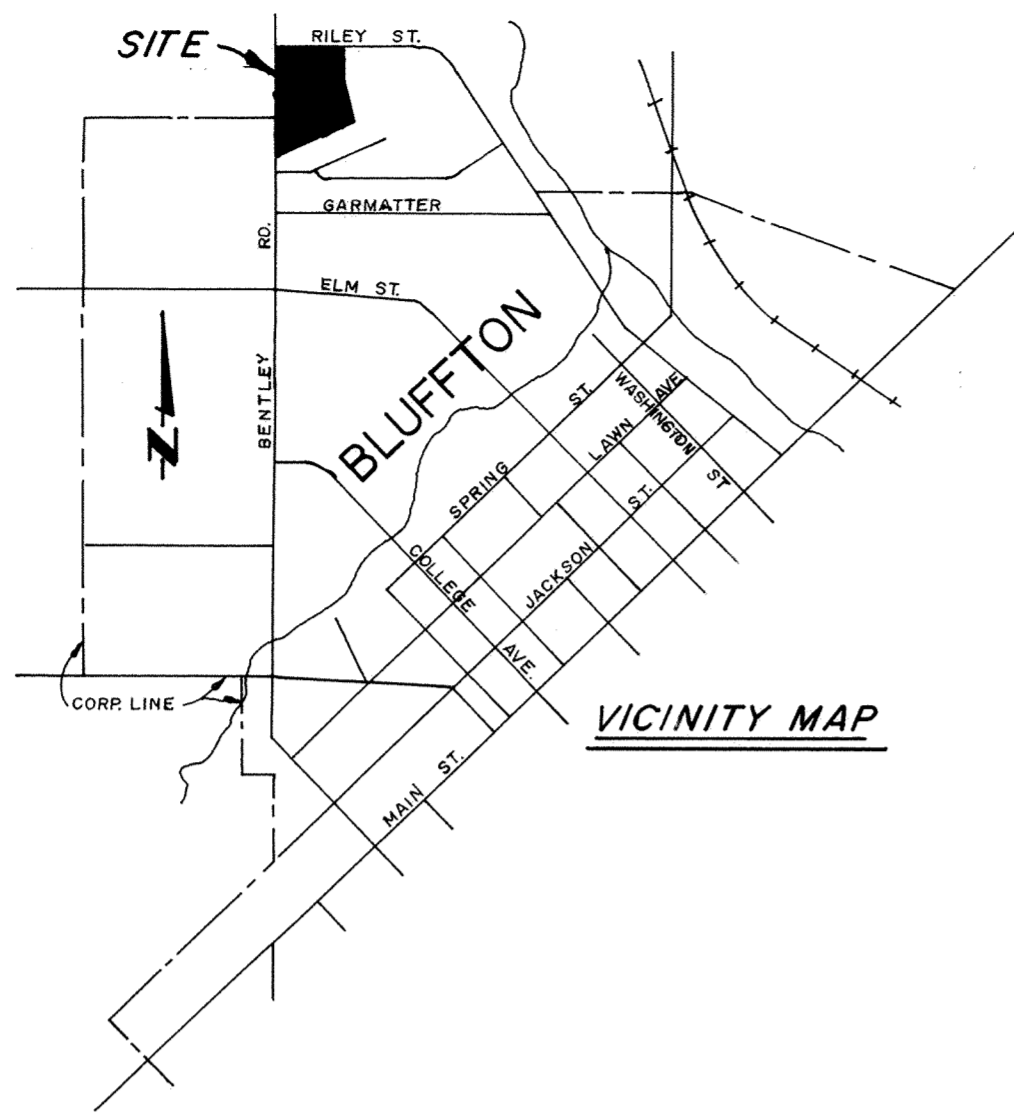 SITE
RILEY ST.
GARMATTER
RD.
BENTLEY
ELM ST.
BLUFFTON
N
SPRING ST.
LAWN AVE.
WASHINGTON ST
COLLEGE AVE.
JACKSON ST.
CORP. LINE
MAIN ST.
VICINITY MAP